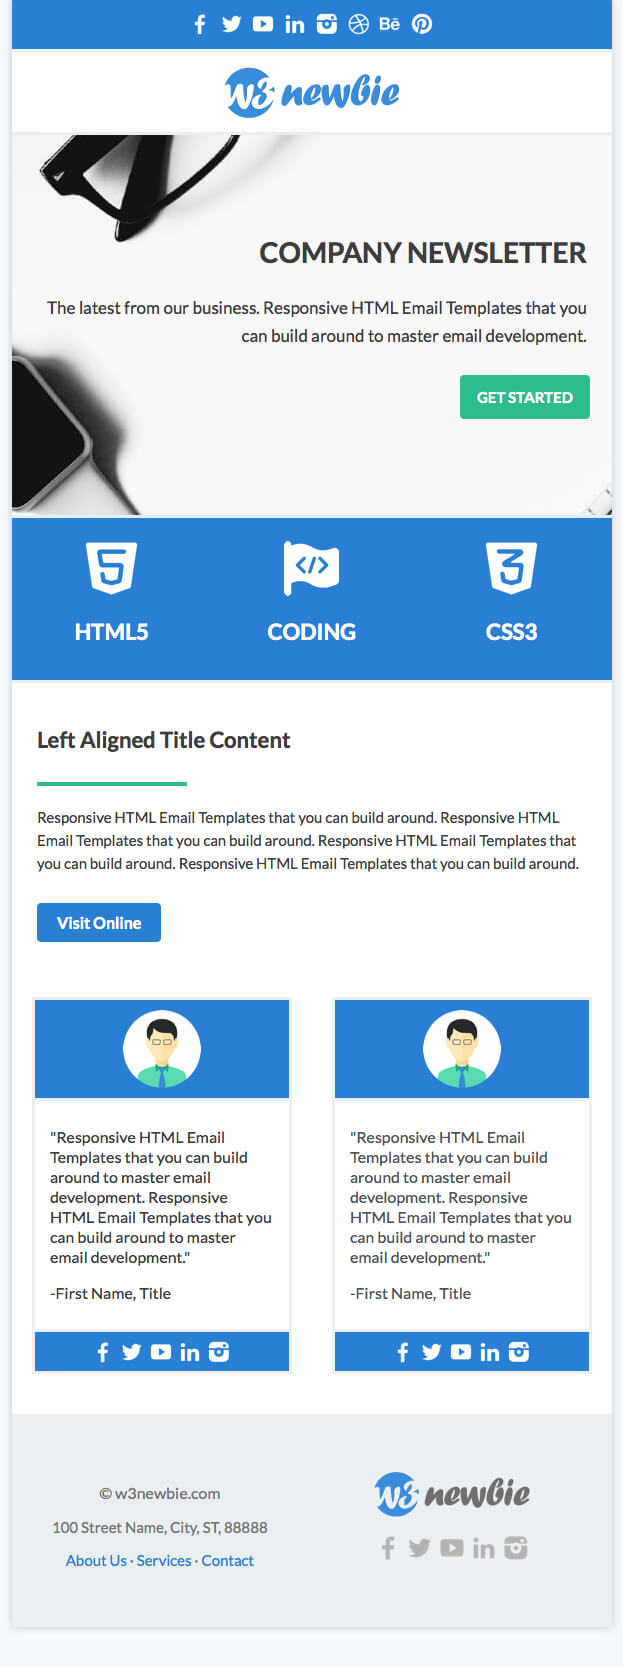 Bē
w3 newbie
COMPANY NEWSLETTER
The latest from our business. Responsive HTML Email Templates that you
can build around to master email development.
GET STARTED
HTML5
CODING
CSS3
Left Aligned Title Content
Responsive HTML Email Templates that you can build around. Responsive HTML
Email Templates that you can build around. Responsive HTML Email Templates that
you can build around. Responsive HTML Email Templates that you can build around.
Visit Online
"Responsive HTML Email
Templates that you can build
around to master email
development. Responsive
HTML Email Templates that you
can build around to master
email development."
-First Name, Title
"Responsive HTML Email
Templates that you can build
around to master email
development. Responsive
HTML Email Templates that you
can build around to master
email development."
-First Name, Title
© w3newbie.com
100 Street Name, City, ST, 88888
About Us · Services · Contact
w3 newbie